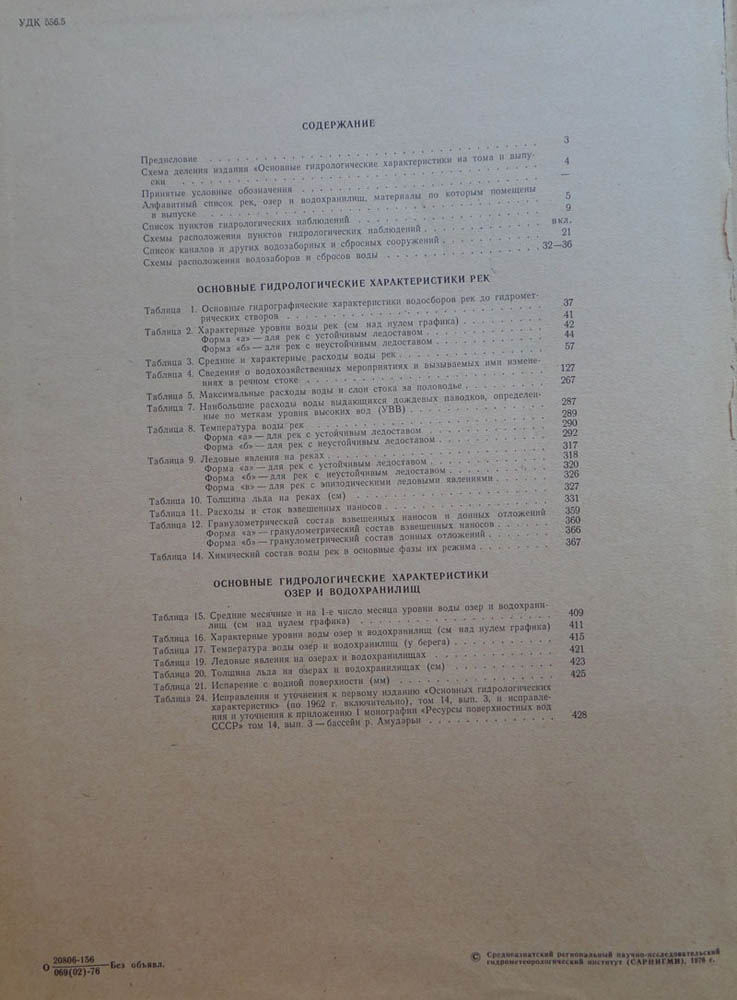 УДК 556.5
СОДЕРЖАНИЕ
Предисловие . . . 3
Схема деления издания «Основные гидрологические характеристики на тома и выпу-
ски . . . 4
Принятые условные обозначения . . . —
Алфавитный список рек, озер и водохранилищ, материалы по которым помещены
в выпуске . . . 5
Список пунктов гидрологических наблюдений . . . 9
Схемы расположения пунктов гидрологических наблюдений . . . вкл.
Список каналов и других водозаборных и сбросных сооружений . . . 21
Схемы расположения водозаборов и сбросов воды . . . 32—36
ОСНОВНЫЕ ГИДРОЛОГИЧЕСКИЕ ХАРАКТЕРИСТИКИ РЕК
Таблица 1. Основные гидрографические характеристики водосборов рек до гидромет-
рических створов . . . 37
Таблица 2. Характерные уровни воды рек (см над нулем графика) . . . 41
Форма «а» — для рек с устойчивым ледоставом . . . 42
Форма «б» — для рек с неустойчивым ледоставом . . . 44
Таблица 3. Средние и характерные расходы воды рек . . . 57
Таблица 4. Сведения о водохозяйственных мероприятиях и вызываемых ими измене-
ниях в речном стоке . . . 127
Таблица 5. Максимальные расходы воды и слои стока за половодье . . . 267
Таблица 7. Наибольшие расходы воды выдающихся дождевых паводков, определен-
ные по меткам уровня высоких вод (УВВ) . . . 287
Таблица 8. Температура воды рек . . . 289
Форма «а» — для рек с устойчивым ледоставом . . . 290
Форма «б» — для рек с неустойчивым ледоставом . . . 292
Таблица 9. Ледовые явления на реках . . . 317
Форма «а» — для рек с устойчивым ледоставом . . . 318
Форма «б» — для рек с неустойчивым ледоставом . . . 320
Форма «в» — для рек с эпизодическими ледовыми явлениями . . . 326
Таблица 10. Толщина льда на реках (см) . . . 327
Таблица 11. Расходы и сток взвешенных наносов . . . 331
Таблица 12. Гранулометрический состав взвешенных наносов и донных отложений 359
Форма «а» — гранулометрический состав взвешенных наносов . . . 360
Форма «б» — гранулометрический состав донных отложений . . . 366
Таблица 14. Химический состав воды рек в основные фазы их режима . . . 367
ОСНОВНЫЕ ГИДРОЛОГИЧЕСКИЕ ХАРАКТЕРИСТИКИ
ОЗЕР И ВОДОХРАНИЛИЩ
Таблица 15. Средние месячные и на 1-е число месяца уровни воды озер и водохрани-
лищ (см над нулем графика) . . . 409
Таблица 16. Характерные уровни воды озер и водохранилищ (см над нулем графика) 411
Таблица 17. Температура воды озер и водохранилищ (у берега) . . . 415
Таблица 19. Ледовые явления на озерах и водохранилищах . . . 421
Таблица 20. Толщина льда на озерах и водохранилищах (см) . . . 423
Таблица 21. Испарение с водной поверхности (мм) . . . 425
Таблица 24. Исправления и уточнения к первому изданию «Основных гидрологических
характеристик» (по 1962 г. включительно), том 14, вып. 3, и исправле-
ния и уточнения к приложению 1 монографии «Ресурсы поверхностных вод
СССР» том 14, вып. 3 — бассейн р. Амударьи . . . 428
О 20806-156
069(02)-76 —Без объявл.
© Среднеазиатский региональный научно-исследовательский
гидрометеорологический институт (САРНИГМИ), 1976 г.